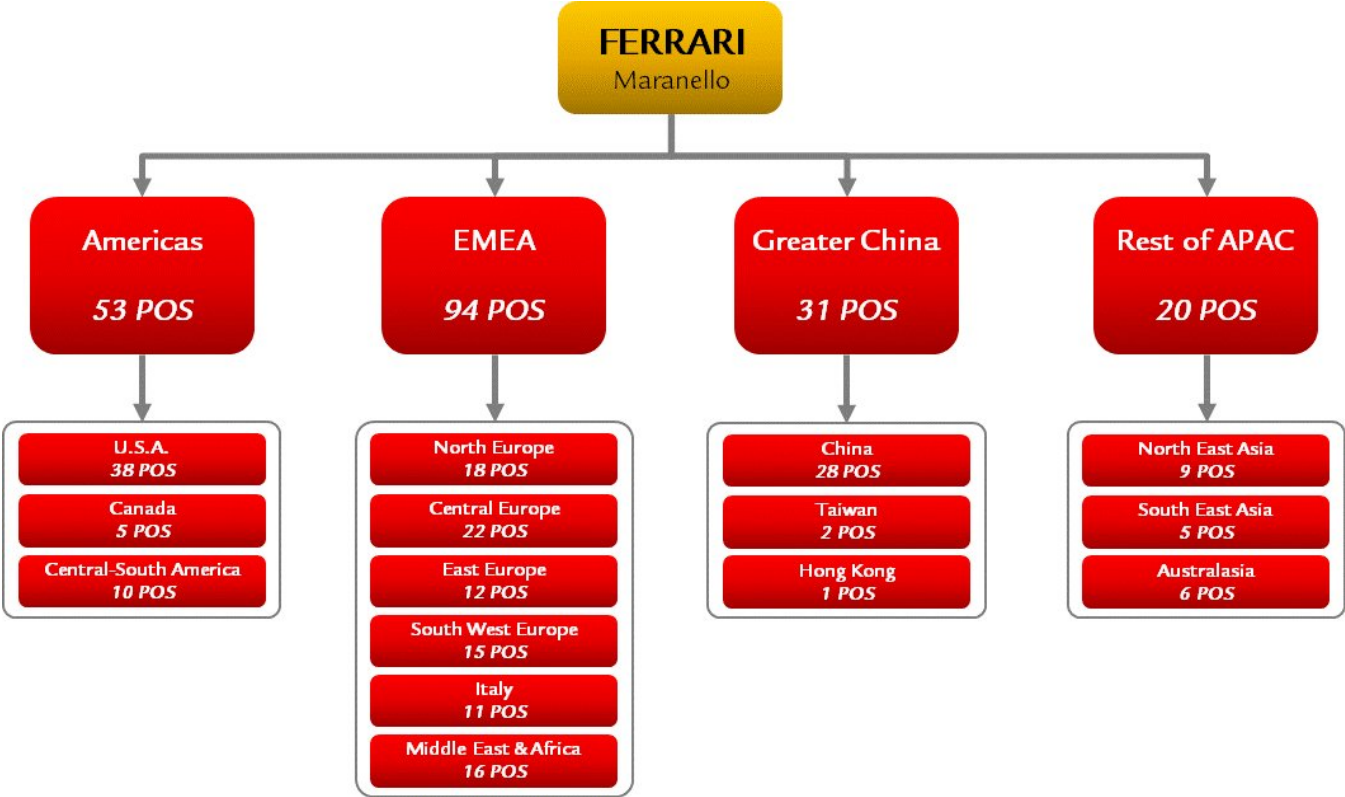 FERRARI
Maranello
Americas
53 POS
EMEA
94 POS
Greater China
31 POS
Rest of APAC
20 POS
U.S.A.
38 POS
Canada
5 POS
Central-South America
10 POS
North Europe
18 POS
Central Europe
22 POS
East Europe
12 POS
South West Europe
15 POS
Italy
11 POS
Middle East & Africa
16 POS
China
28 POS
Taiwan
2 POS
Hong Kong
1 POS
North East Asia
9 POS
South East Asia
5 POS
Australasia
6 POS